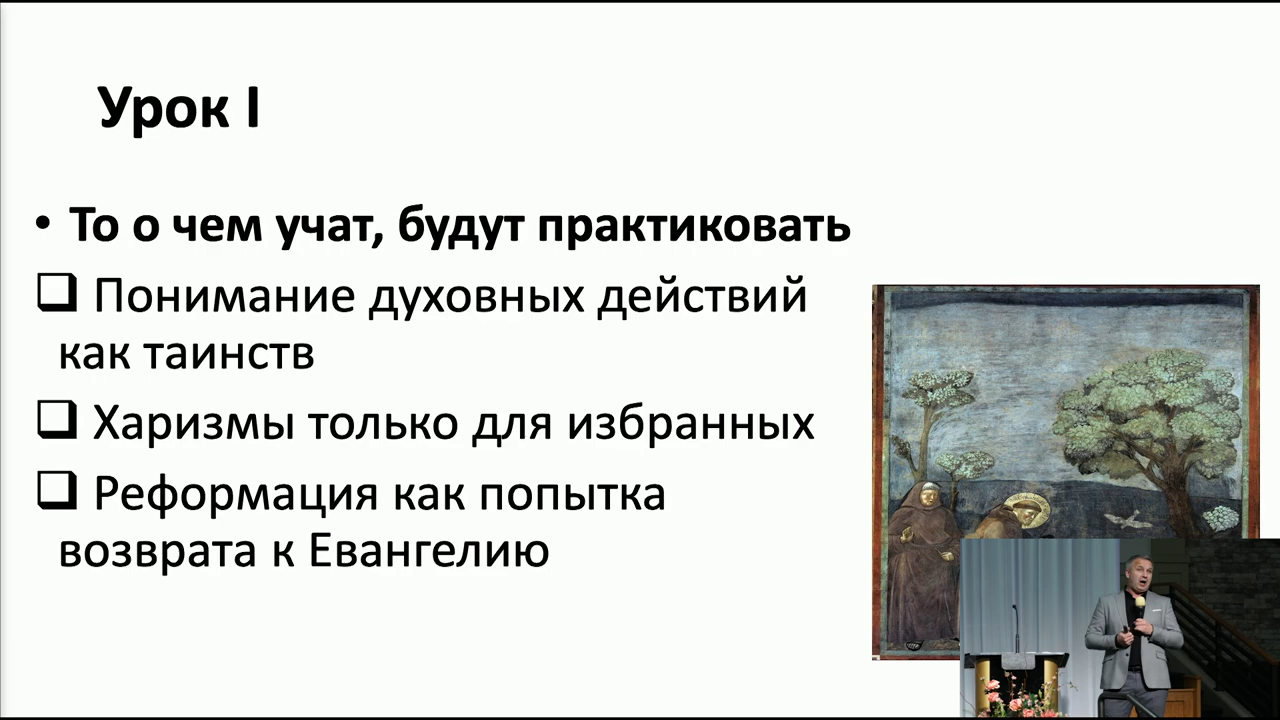 Урок I
• То о чем учат, будут практиковать
❑ Понимание духовных действий
как таинств
❑ Харизмы только для избранных
❑ Реформация как попытка
возврата к Евангелию